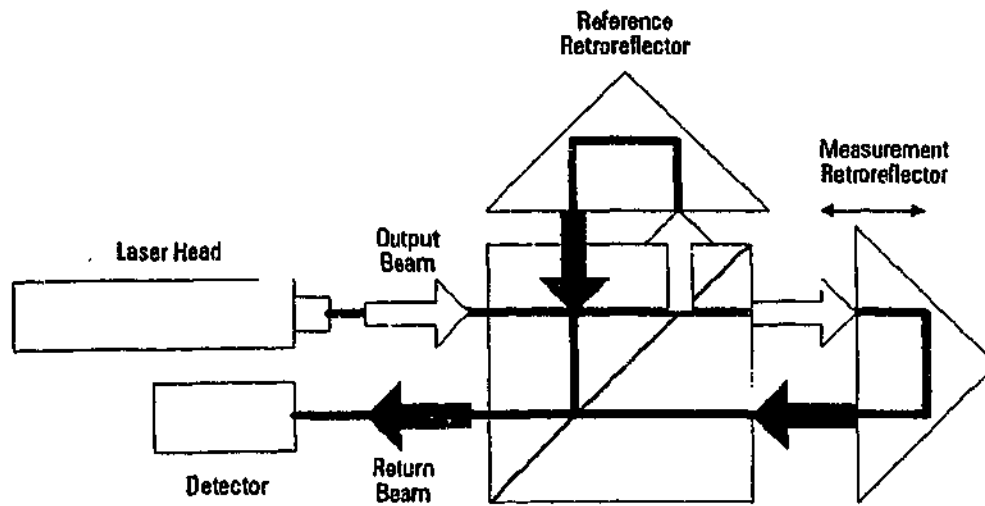 Reference
Retroreflector
Measurement
Retroreflector
Output
Beam
Laser Head
Return
Beam
Detector